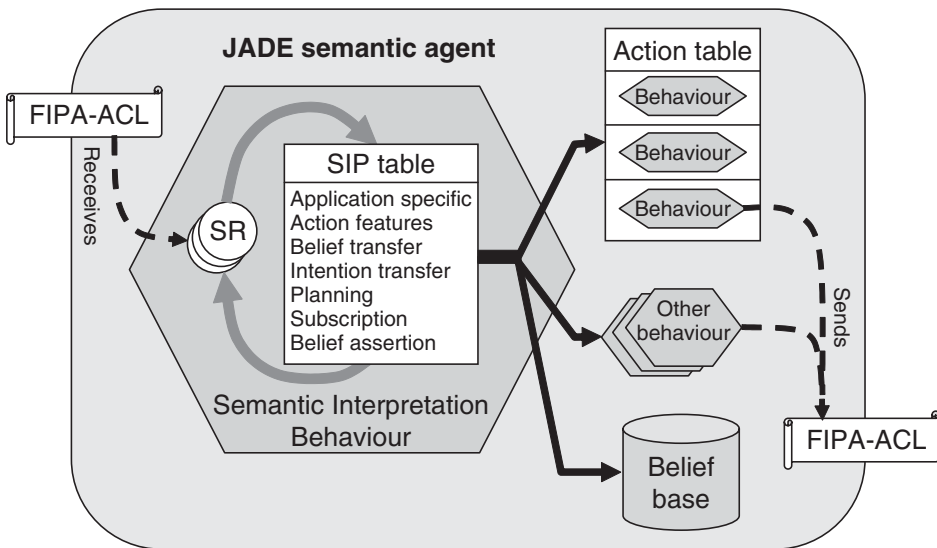 JADE semantic agent
FIPA-ACL
Receeives
SR
SIP table
Application specific
Action features
Belief transfer
Intention transfer
Planning
Subscription
Belief assertion
Semantic Interpretation
Behaviour
Action table
Behaviour
Behaviour
Behaviour
Other
behaviour
Sends
Belief
base
FIPA-ACL